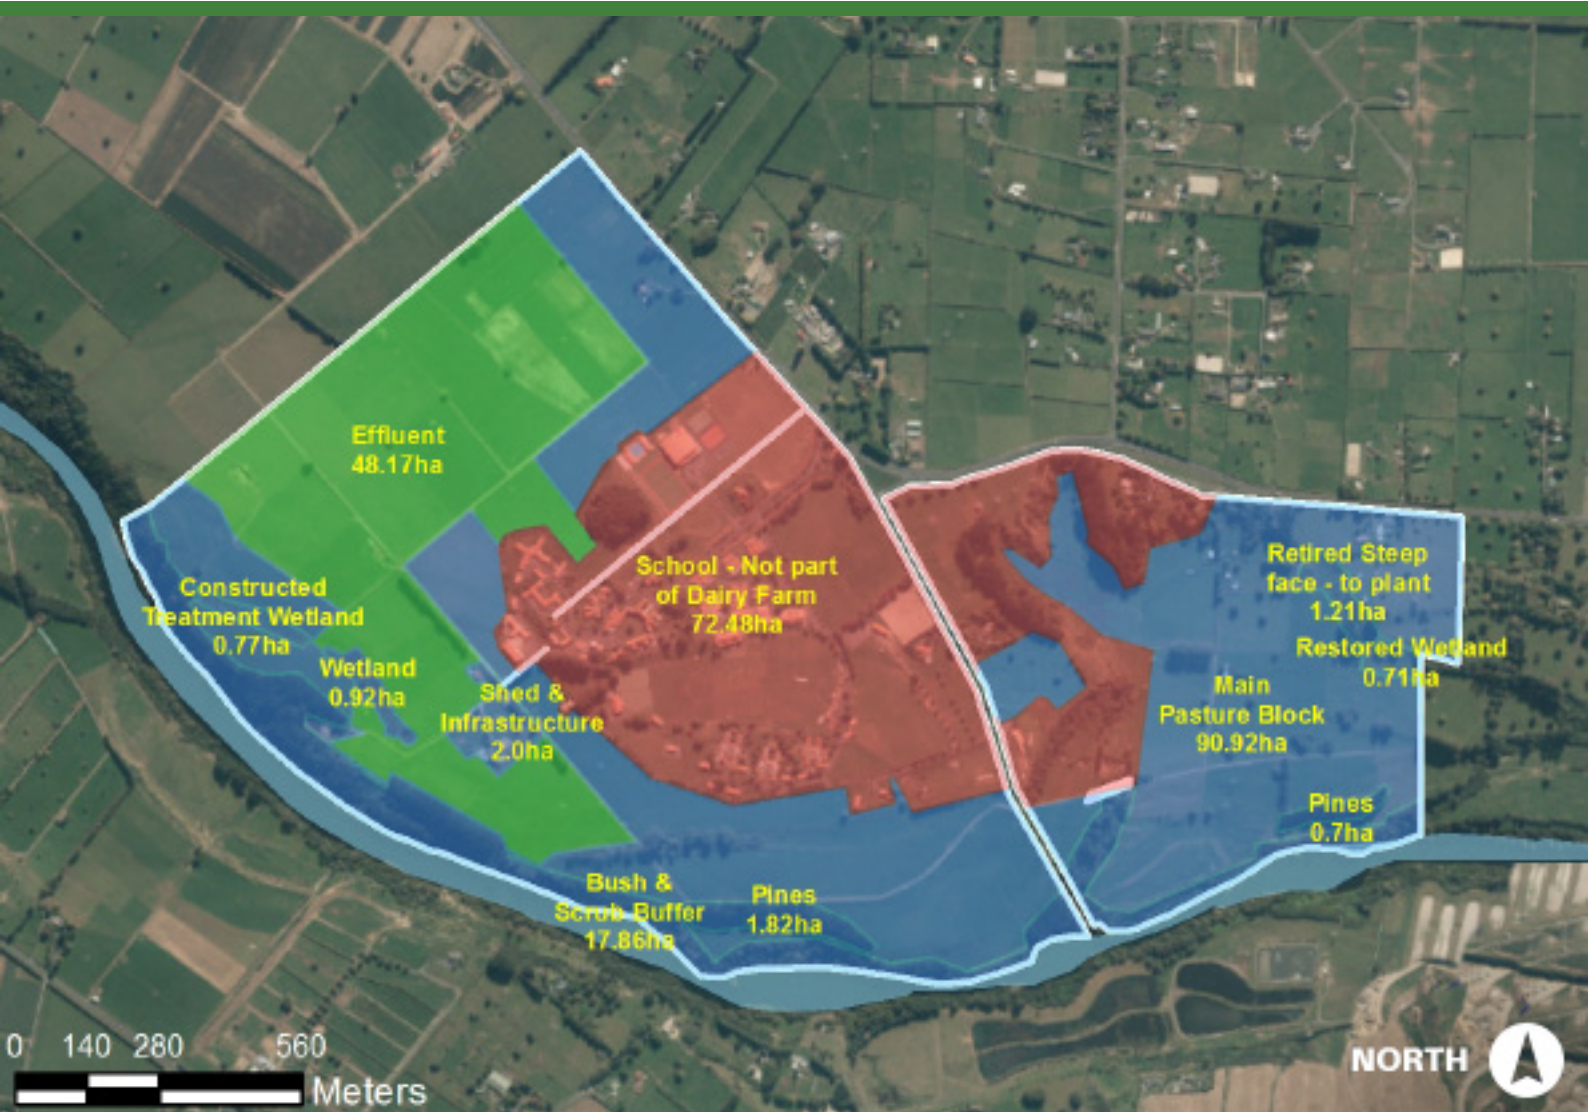 Effluent
48.17ha
School - Not part
of Dairy Farm
72.48ha
Retired Steep
face - to plant
1.21ha
Constructed
Treatment Wetland
0.77ha
Restored Wetland
0.71ha
Wetland
0.92ha
Shed &
Infrastructure
2.0ha
Main
Pasture Block
90.92ha
Pines
0.7ha
Bush &
Scrub Buffer
17.86ha
Pines
1.82ha
0 140 280 560
Meters
NORTH